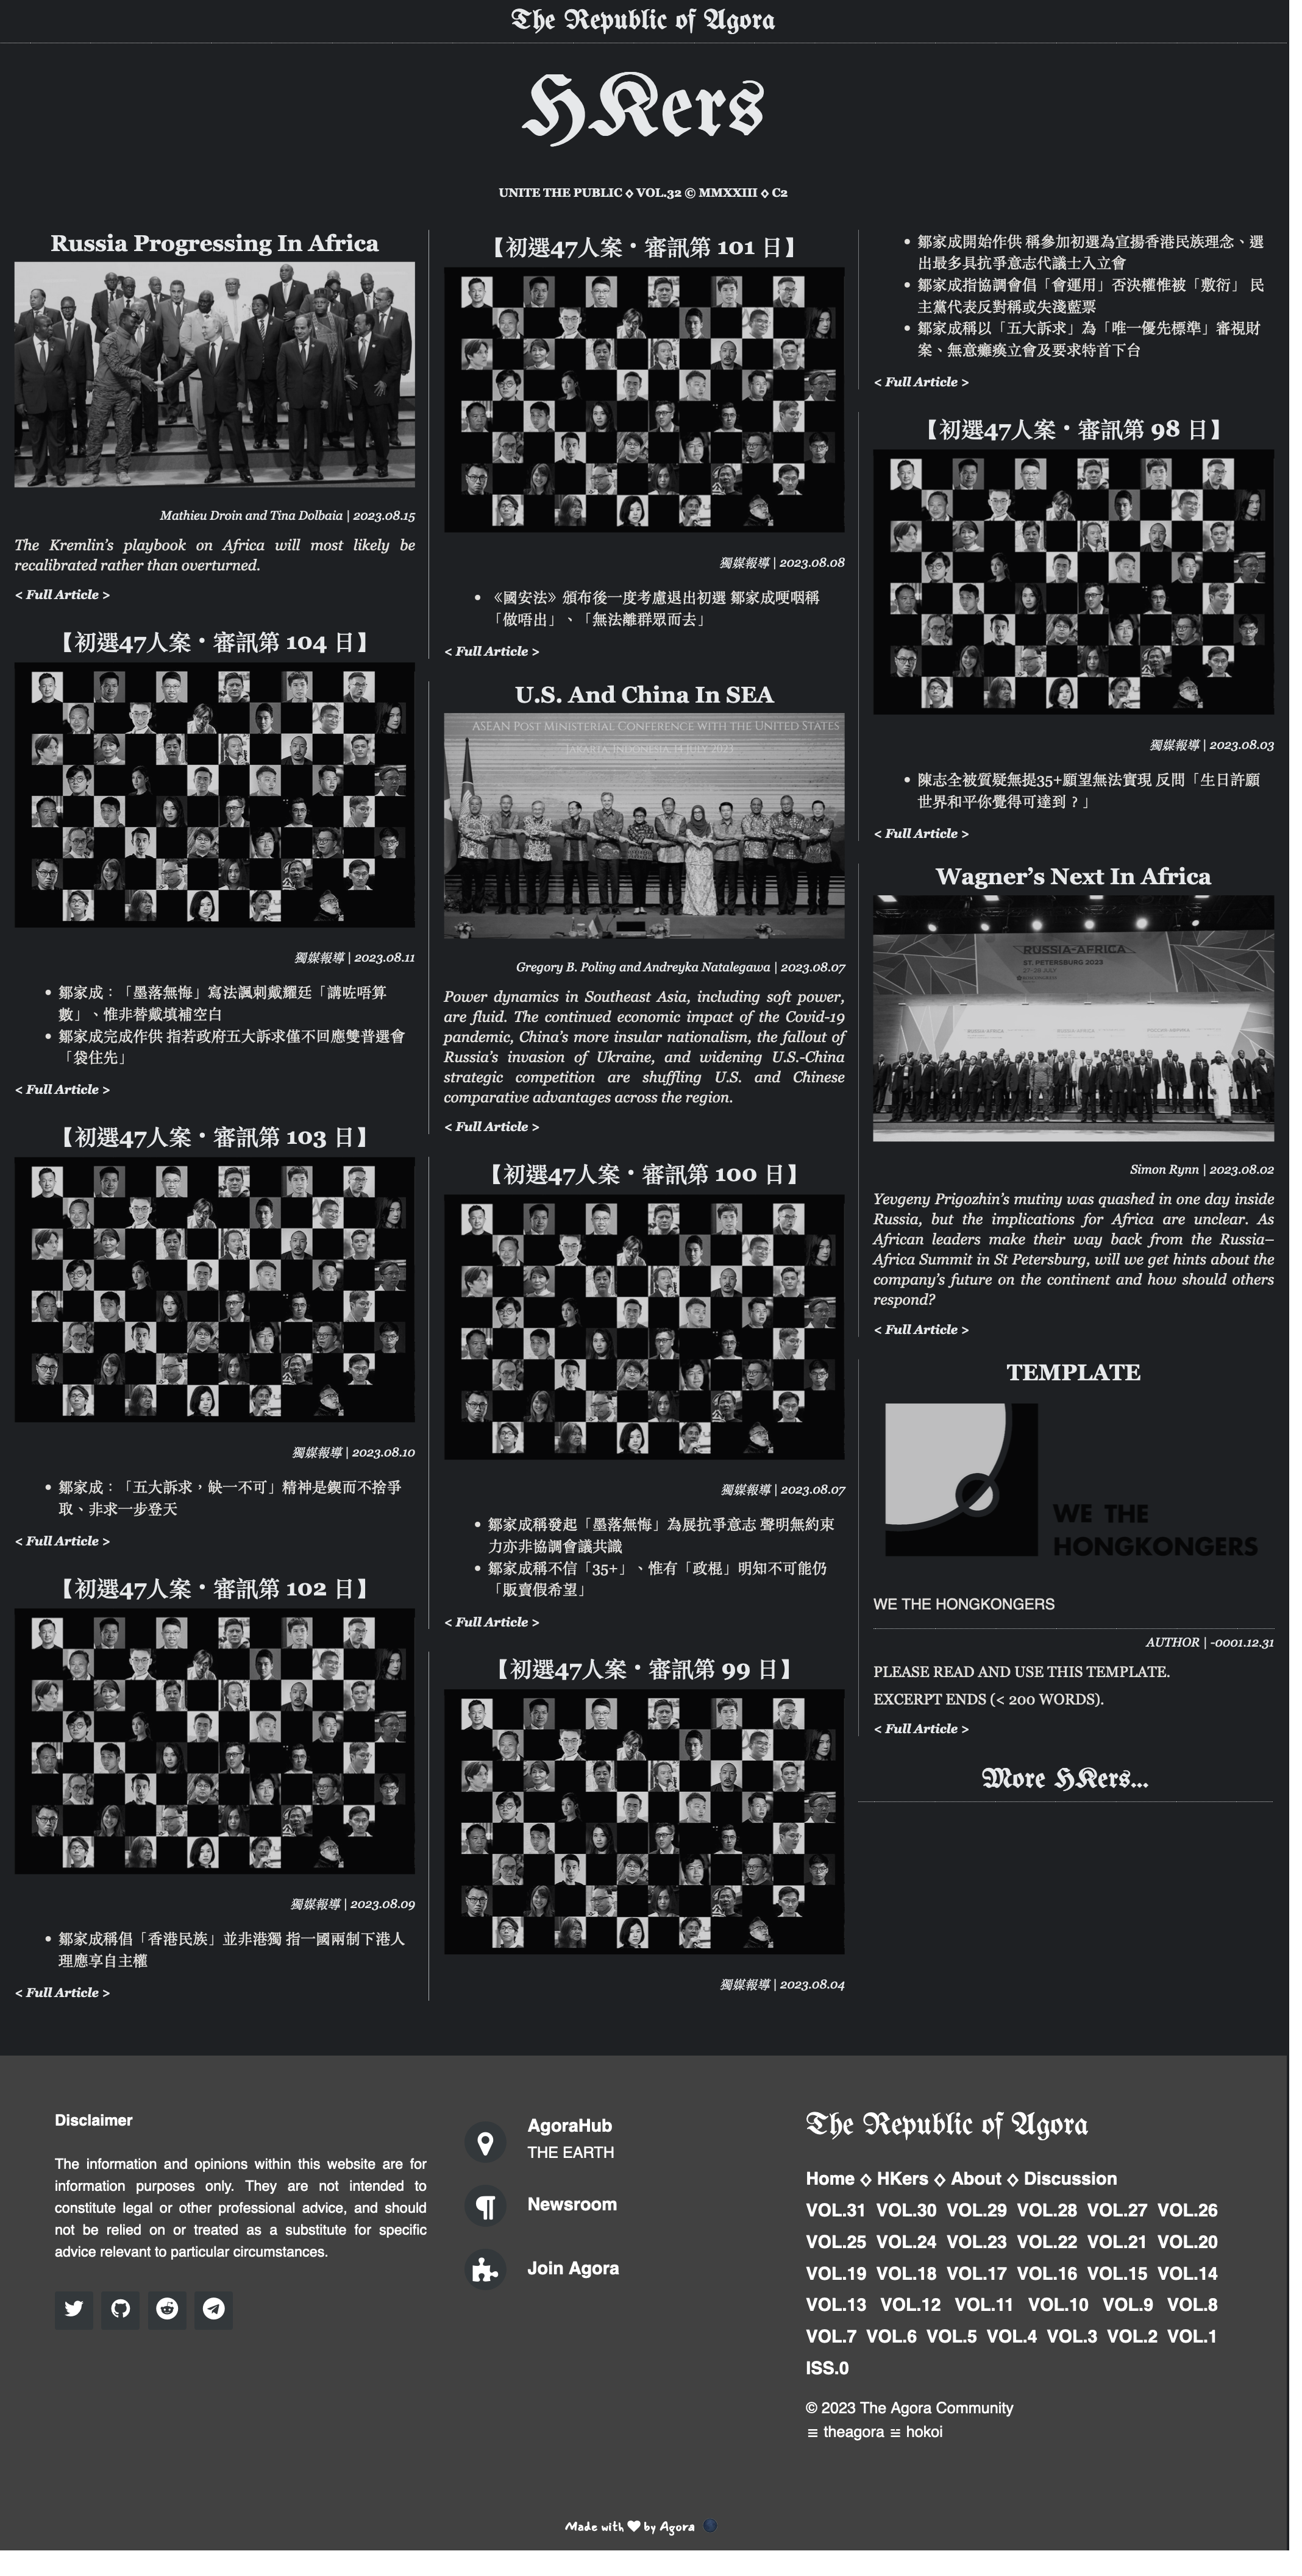 The Republic of Agora
HKers
UNITE THE PUBLIC ◊ VOL.32 © MMXXIII ◊ C2
Russia Progressing In Africa
Mathieu Droin and Tina Dolbaia | 2023.08.15
The Kremlin’s playbook on Africa will most likely be
recalibrated rather than overturned.
< Full Article >
【初選47人案・審訊第 104 日】
獨媒報導 | 2023.08.11
• 鄒家成：「墨落無悔」寫法諷刺戴耀廷「講咗唔算
數」、惟非替戴填補空白
• 鄒家成完成作供 指若政府五大訴求僅不回應雙普選會
「袋住先」
< Full Article >
【初選47人案・審訊第 103 日】
獨媒報導 | 2023.08.10
• 鄒家成：「五大訴求，缺一不可」精神是鍥而不捨爭
取、非求一步登天
< Full Article >
【初選47人案・審訊第 102 日】
獨媒報導 | 2023.08.09
• 鄒家成稱倡「香港民族」並非港獨 指一國兩制下港人
理應享自主權
< Full Article >
【初選47人案・審訊第 101 日】
獨媒報導 | 2023.08.08
• 《國安法》頒布後一度考慮退出初選 鄒家成哽咽稱
「做唔出」、「無法離群眾而去」
< Full Article >
U.S. And China In SEA
ASEAN POST MINISTERIAL CONFERENCE WITH THE UNITED STATES
JAKARTA, INDONESIA, 14 JULY 2023
Gregory B. Poling and Andreyka Natalegawa | 2023.08.07
Power dynamics in Southeast Asia, including soft power,
are fluid. The continued economic impact of the Covid-19
pandemic, China’s more insular nationalism, the fallout of
Russia’s invasion of Ukraine, and widening U.S.-China
strategic competition are shuffling U.S. and Chinese
comparative advantages across the region.
< Full Article >
【初選47人案・審訊第 100 日】
獨媒報導 | 2023.08.07
• 鄒家成稱發起「墨落無悔」為展抗爭意志 聲明無約束
力亦非協調會議共識
• 鄒家成稱不信「35+」、惟有「政棍」明知不可能仍
「販賣假希望」
< Full Article >
【初選47人案・審訊第 99 日】
獨媒報導 | 2023.08.04
• 鄒家成開始作供 稱參加初選為宣揚香港民族理念、選
出最多具抗爭意志代議士入立會
• 鄒家成指協調會倡「會運用」否決權惟被「敷衍」 民
主黨代表反對稱或失淺藍票
• 鄒家成稱以「五大訴求」為「唯一優先標準」審視財
案、無意癱瘓立會及要求特首下台
< Full Article >
【初選47人案・審訊第 98 日】
獨媒報導 | 2023.08.03
• 陳志全被質疑無提35+願望無法實現 反問「生日許願
世界和平你覺得可達到？」
< Full Article >
Wagner’s Next In Africa
RUSSIA-AFRICA
ST. PETERSBURG 2023
27-28 JULY
Simon Rynn | 2023.08.02
Yevgeny Prigozhin’s mutiny was quashed in one day inside
Russia, but the implications for Africa are unclear. As
African leaders make their way back from the Russia–
Africa Summit in St Petersburg, will we get hints about the
company’s future on the continent and how should others
respond?
< Full Article >
TEMPLATE
WE THE
HONGKONGERS
WE THE HONGKONGERS
AUTHOR | -0001.12.31
PLEASE READ AND USE THIS TEMPLATE.
EXCERPT ENDS (< 200 WORDS).
< Full Article >
More HKers...
Disclaimer
The information and opinions within this website are for
information purposes only. They are not intended to
constitute legal or other professional advice, and should
not be relied on or treated as a substitute for specific
advice relevant to particular circumstances.
AgoraHub
THE EARTH
Newsroom
Join Agora
The Republic of Agora
Home ◊ HKers ◊ About ◊ Discussion
VOL.31 VOL.30 VOL.29 VOL.28 VOL.27 VOL.26
VOL.25 VOL.24 VOL.23 VOL.22 VOL.21 VOL.20
VOL.19 VOL.18 VOL.17 VOL.16 VOL.15 VOL.14
VOL.13 VOL.12 VOL.11 VOL.10 VOL.9 VOL.8
VOL.7 VOL.6 VOL.5 VOL.4 VOL.3 VOL.2 VOL.1
ISS.0
© 2023 The Agora Community
≡ theagora ☱ hokoi
Made with ♥ by Agora